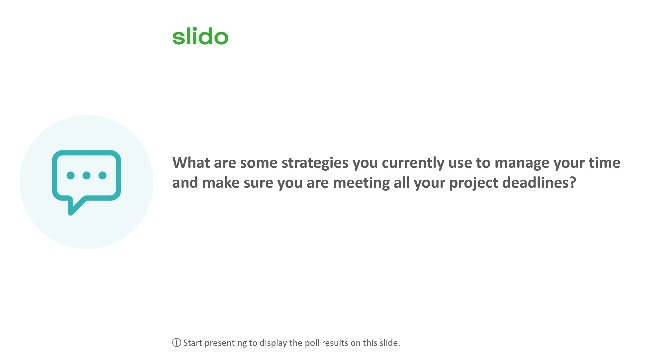 slido
What are some strategies you currently use to manage your time
and make sure you are meeting all your project deadlines?
ⓘ Start presenting to display the poll results on this slide.